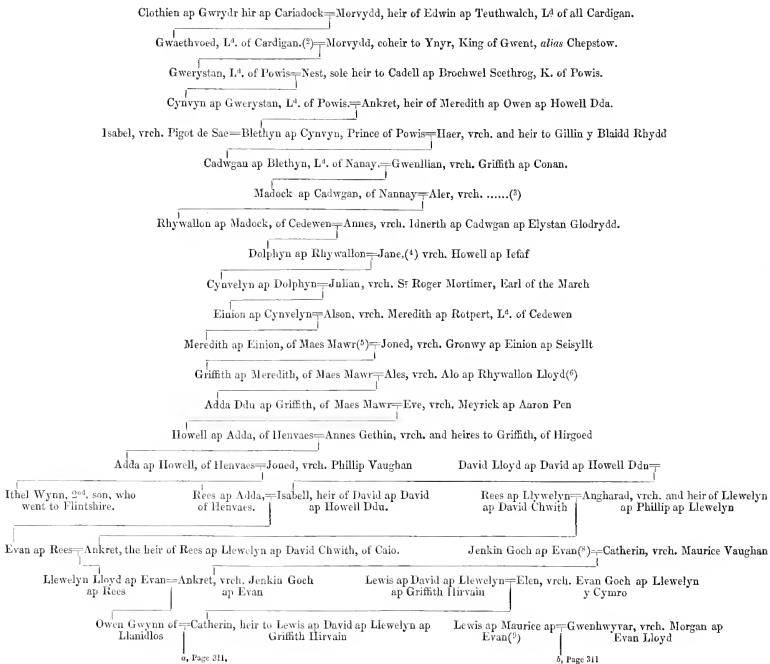 Clothien ap Gwrydr hir ap Cariadock=Morvydd, heir of Edwin ap Teuthwalch, Lᵈ of all Cardigan.
Gwaethvoed, Lᵈ. of Cardigan.(²)=Morvydd, coheir to Ynyr, King of Gwent, alias Chepstow.
Gwerystan, Lᵈ. of Powis=Nest, sole heir to Cadell ap Brochwel Scethrog, K. of Powis.
Cynvyn ap Gwerystan, Lᵈ. of Powis.=Ankret, heir of Meredith ap Owen ap Howell Dda.
Isabel, vrch. Pigot de Sae=Blethyn ap Cynvyn, Prince of Powis=Haer, vrch. and heir to Gillin y Blaidd Rhydd
Cadwgan ap Blethyn, Lᵈ. of Nanay.=Gwenllian, vrch. Griffith ap Conan.
Madock ap Cadwgan, of Nannay=Aler, vrch. ......(³)
Rhywallon ap Madock, of Cedewen=Annes, vrch. Idnerth ap Cadwgan ap Elystan Glodrydd.
Dolphyn ap Rhywallon=Jane,(⁴) vrch. Howell ap Iefaf
Cynvelyn ap Dolphyn=Julian, vrch. Sʳ Roger Mortimer, Earl of the March
Einion ap Cynvelyn=Alson, vrch. Meredith ap Rotpert, Lᵈ. of Cedewen
Meredith ap Einion, of Maes Mawr(⁵)=Joned, vrch. Gronwy ap Einion ap Seisyllt
Griffith ap Meredith, of Maes Mawr=Ales, vrch. Alo ap Rhywallon Lloyd(⁶)
Adda Ddu ap Griffith, of Maes Mawr=Eve, vrch. Meyrick ap Aaron Pen
Howell ap Adda, of Henvaes=Annes Gethin, vrch. and heires to Griffith, of Hirgoed
Adda ap Howell, of Henvaes=Joned, vrch. Phillip Vaughan David Lloyd ap David ap Howell Ddu=
Ithel Wynn, 2ⁿᵈ. son, who Rees ap Adda,=Isabell, heir of David ap David Rees ap Llywelyn=Angharad, vrch. and heir of Llewelyn
went to Flintshire. of Henvaes. ap Howell Ddu. ap David Chwith ap Phillip ap Llewelyn
Evan ap Rees=Ankret, the heir of Rees ap Llewelyn ap David Chwith, of Caio. Jenkin Goch ap Evan(⁸)=Catherin, vrch. Maurice Vaughan
Llewelyn Lloyd ap Evan=Ankret, vrch. Jenkin Goch Lewis ap David ap Llewelyn=Elen, vrch. Evan Goch ap Llewelyn
ap Rees ap Evan ap Griffith Hirvain y Cymro
Owen Gwynn of=Catherin, heir to Lewis ap David ap Llewelyn ap Lewis ap Maurice ap=Gwenhwyvar, vrch. Morgan ap
Llanidlos Griffith Hirvain Evan(⁹) Evan Lloyd
a, Page 311. b, Page 311